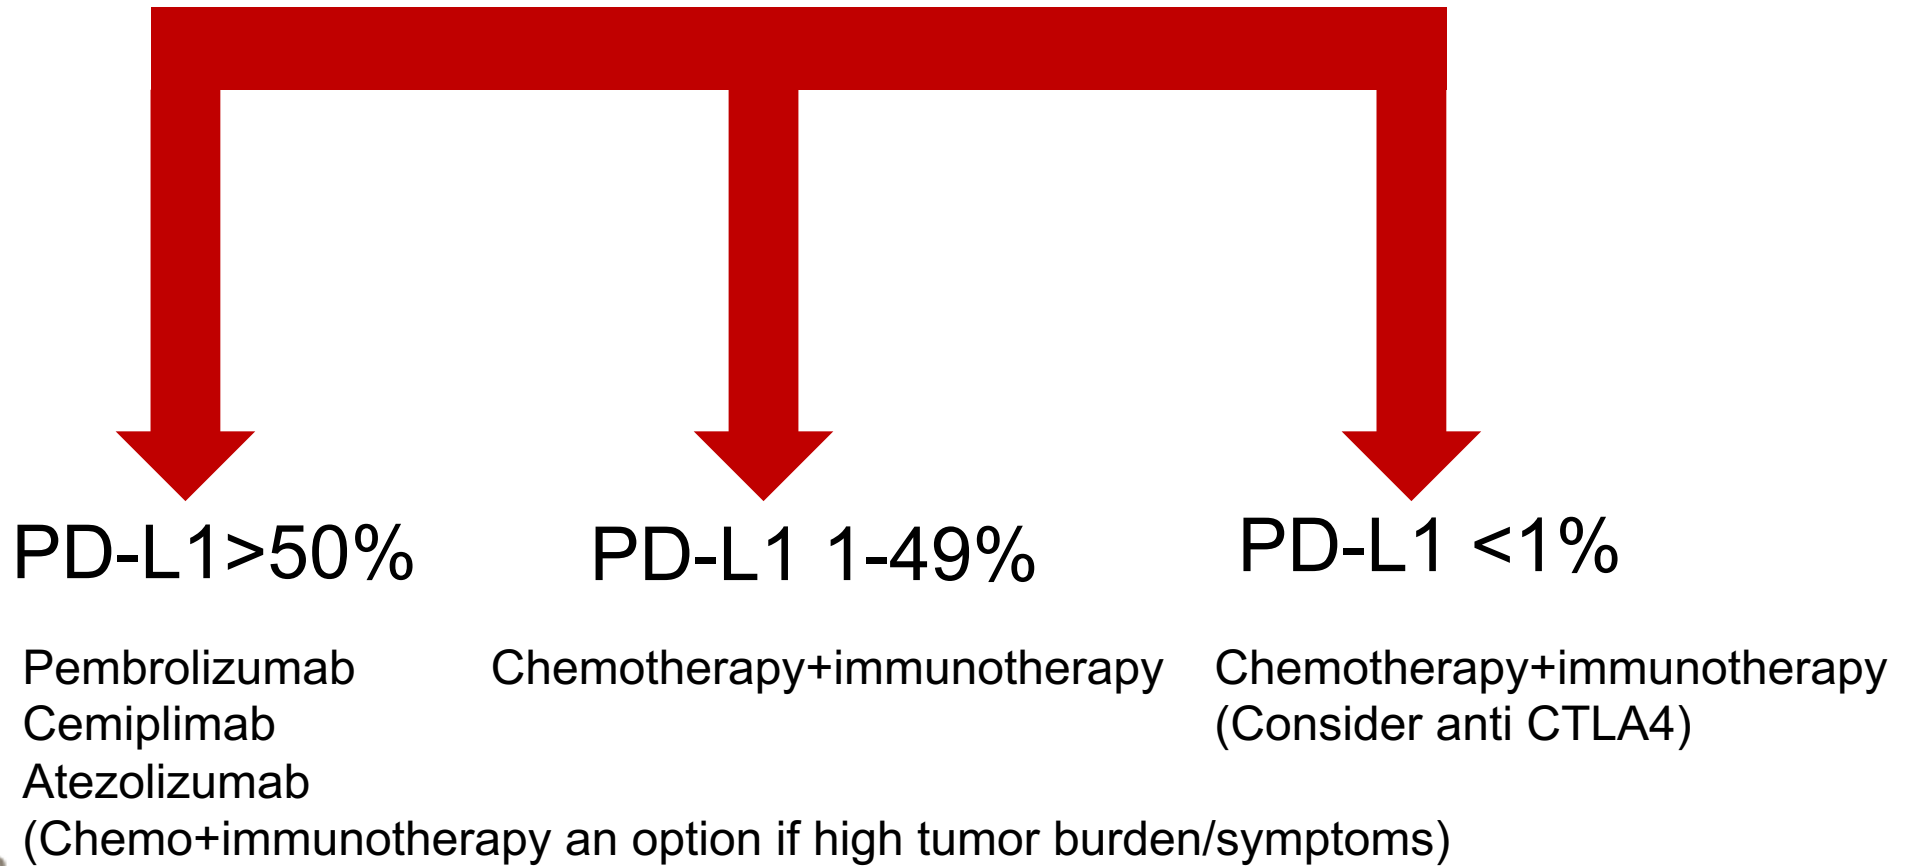 PD-L1>50%
PD-L1 1-49%
PD-L1 <1%
Pembrolizumab
Cemiplimab
Atezolizumab
(Chemo+immunotherapy an option if high tumor burden/symptoms)
Chemotherapy+immunotherapy
Chemotherapy+immunotherapy
(Consider anti CTLA4)